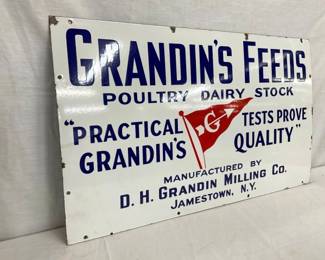 GRANDIN'S FEEDS
POULTRY DAIRY STOCK
"PRACTICAL G TESTS PROVE
GRANDIN'S QUALITY"
MANUFACTURED BY
D. H. GRANDIN MILLING CO.
JAMESTOWN, N.Y.